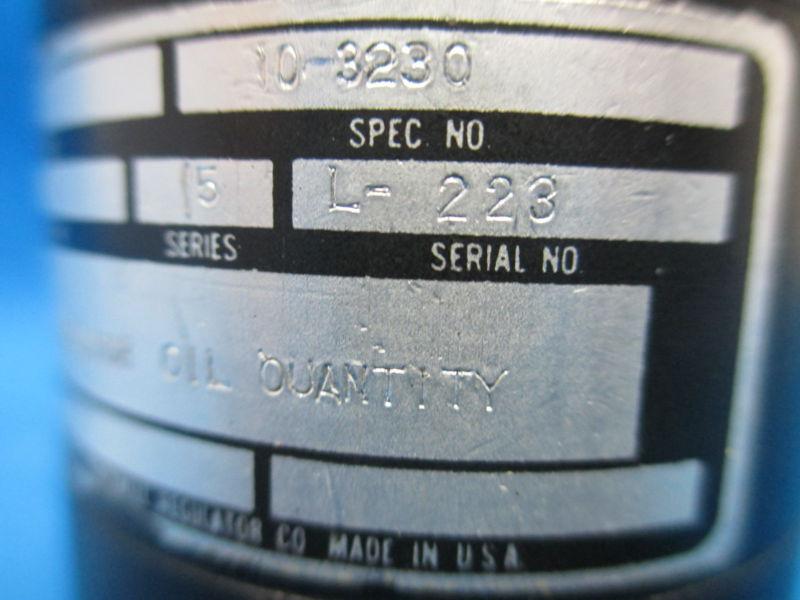 10-3230
SPEC NO
15 L- 223
SERIES SERIAL NO
OIL QUANTITY
REGULATOR CO MADE IN U.S.A.